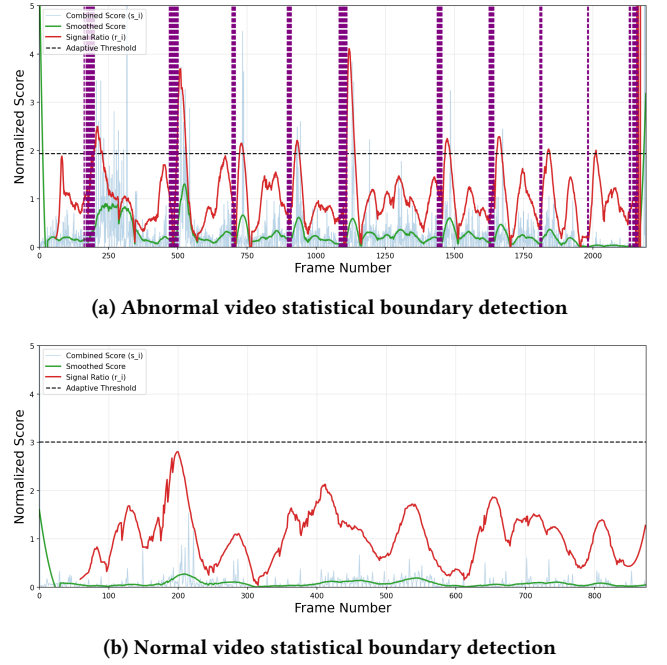 5
4
3
2
1
0
Normalized Score
Combined Score (s_i)
Smoothed Score
Signal Ratio (r_i)
Adaptive Threshold
0 250 500 750 1000 1250 1500 1750 2000
Frame Number
(a) Abnormal video statistical boundary detection
5
4
3
2
1
0
Normalized Score
Combined Score (s_i)
Smoothed Score
Signal Ratio (r_i)
Adaptive Threshold
0 100 200 300 400 500 600 700 800
Frame Number
(b) Normal video statistical boundary detection